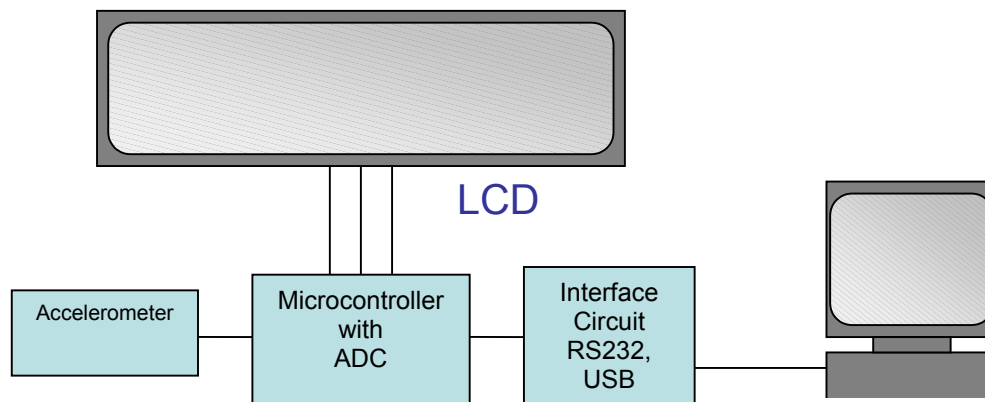 LCD
Accelerometer
Microcontroller
with
ADC
Interface
Circuit
RS232,
USB